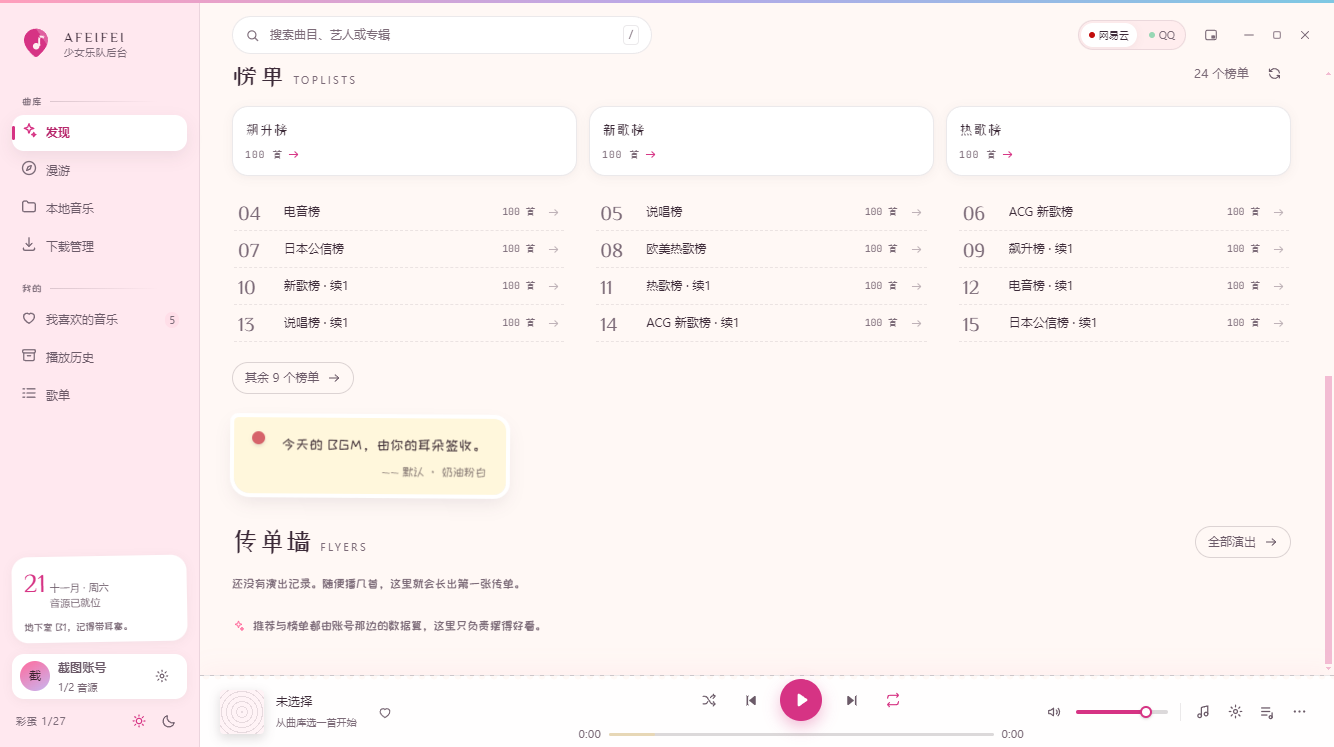 AFEIFEI
少女乐队后台
曲库
发现
漫游
本地音乐
下载管理
我的
我喜欢的音乐 5
播放历史
歌单
21 十一月 · 周六
音源已就位
地下室 B1，记得带耳塞。
截 截图账号
1/2 音源
彩蛋 1/27
搜索曲目、艺人或专辑 /
网易云 QQ
榜单 TOPLISTS 24 个榜单
飙升榜
100 首 →
新歌榜
100 首 →
热歌榜
100 首 →
04 电音榜 100 首 →
05 说唱榜 100 首 →
06 ACG 新歌榜 100 首 →
07 日本公信榜 100 首 →
08 欧美热歌榜 100 首 →
09 飙升榜 · 续1 100 首 →
10 新歌榜 · 续1 100 首 →
11 热歌榜 · 续1 100 首 →
12 电音榜 · 续1 100 首 →
13 说唱榜 · 续1 100 首 →
14 ACG 新歌榜 · 续1 100 首 →
15 日本公信榜 · 续1 100 首 →
其余 9 个榜单 →
今天的 BGM，由你的耳朵签收。
—— 默认 · 奶油粉白
传单墙 FLYERS 全部演出 →
还没有演出记录。随便播几首，这里就会长出第一张传单。
推荐与榜单都由账号那边的数据算，这里只负责摆得好看。
未选择
从曲库选一首开始
0:00 0:00